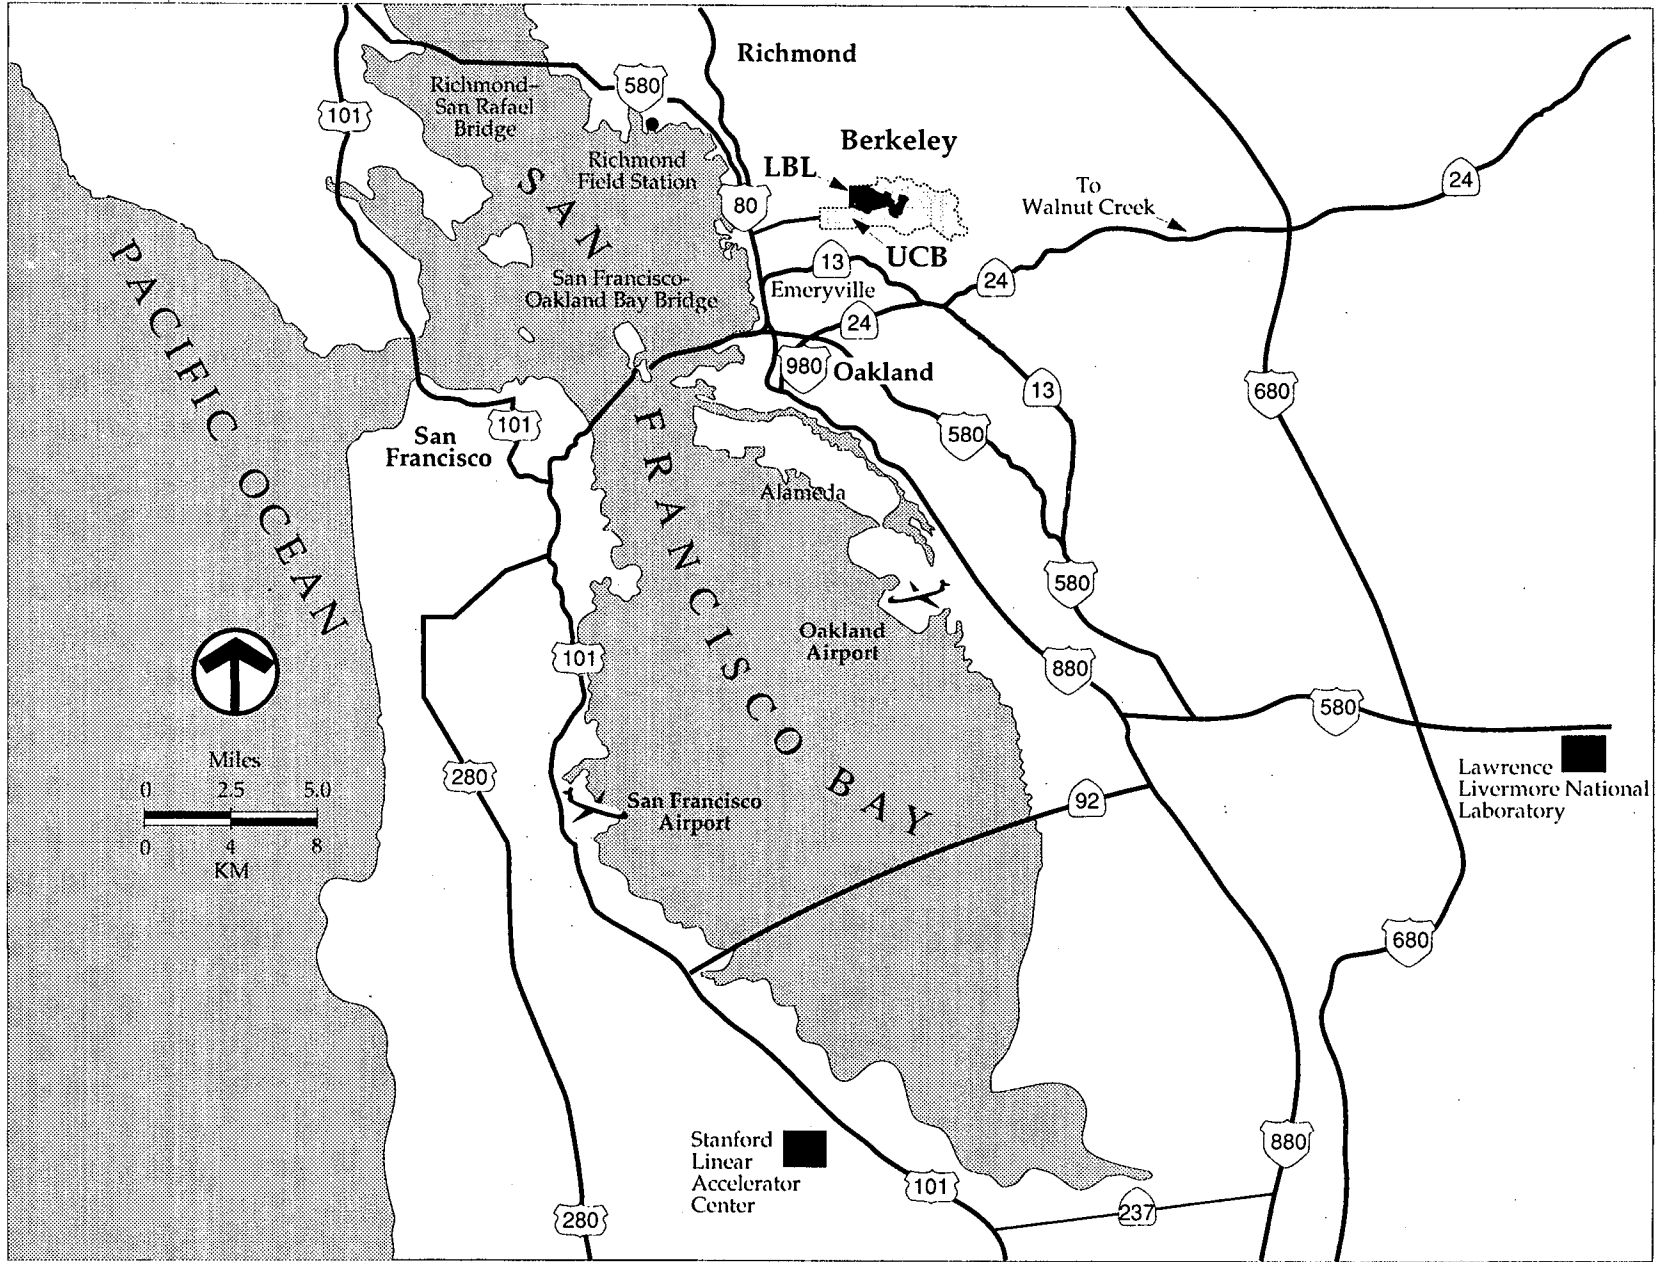 Richmond
580
101
Richmond–
San Rafael
Bridge
Berkeley
LBL
Richmond
Field Station
24
To
Walnut Creek
80
UCB
13
San Francisco-
Oakland Bay Bridge
Emeryville
24
24
980
Oakland
13
680
101
San
Francisco
580
Alameda
PACIFIC OCEAN
SAN FRANCISCO BAY
580
Oakland
Airport
101
880
580
Miles
0 2.5 5.0
0 4 8
KM
280
San Francisco
Airport
92
Lawrence
Livermore National
Laboratory
680
Stanford
Linear
Accelerator
Center
880
101
237
280